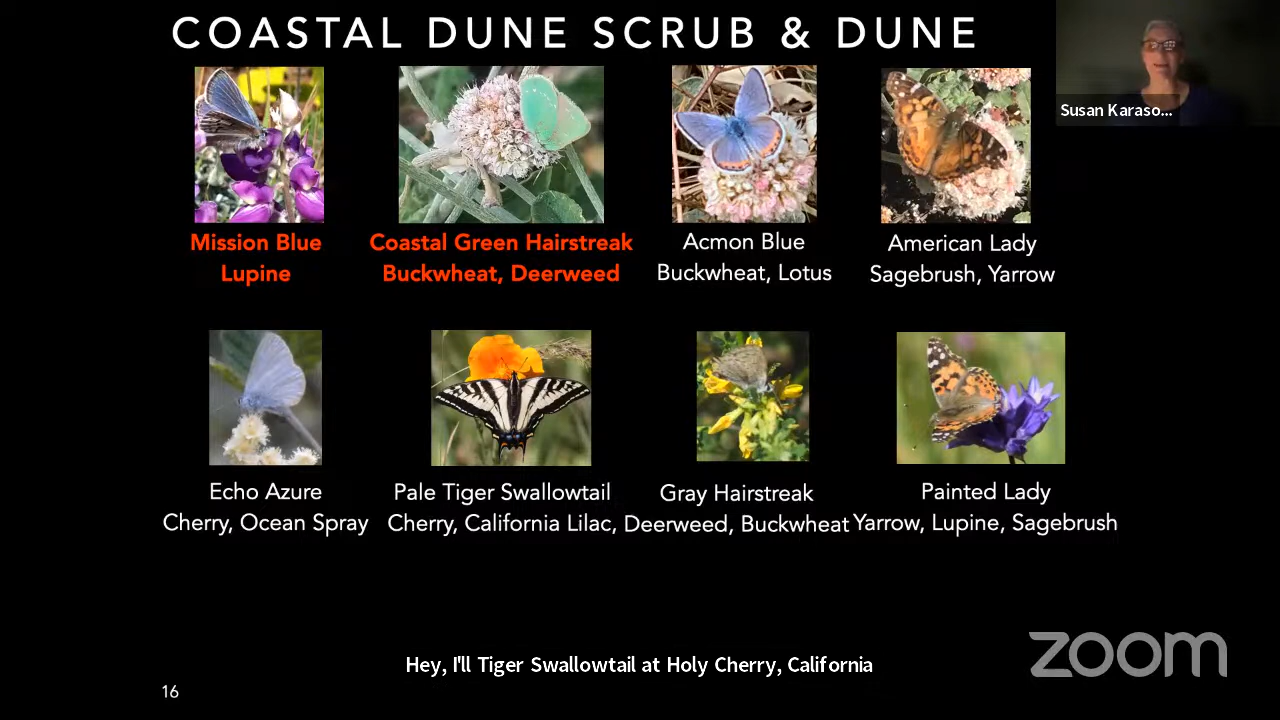 COASTAL DUNE SCRUB & DUNE
Susan Karaso...
Mission Blue
Lupine
Coastal Green Hairstreak
Buckwheat, Deerweed
Acmon Blue
Buckwheat, Lotus
American Lady
Sagebrush, Yarrow
Echo Azure
Cherry, Ocean Spray
Pale Tiger Swallowtail
Cherry, California Lilac,
Gray Hairstreak
Deerweed, Buckwheat
Painted Lady
Yarrow, Lupine, Sagebrush
Hey, I'll Tiger Swallowtail at Holy Cherry, California
zoom
16